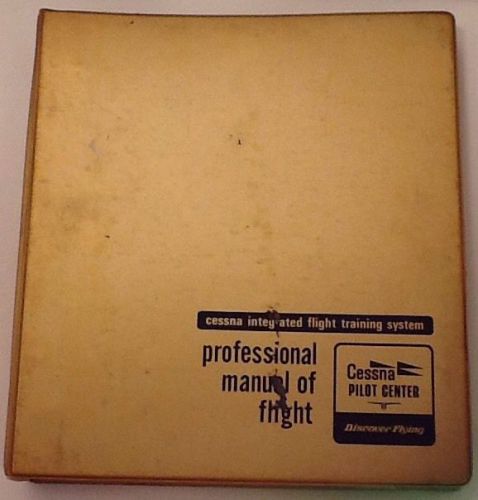 cessna integrated flight training system
professional
manual of
flight
Cessna
PILOT CENTER
Discover Flying